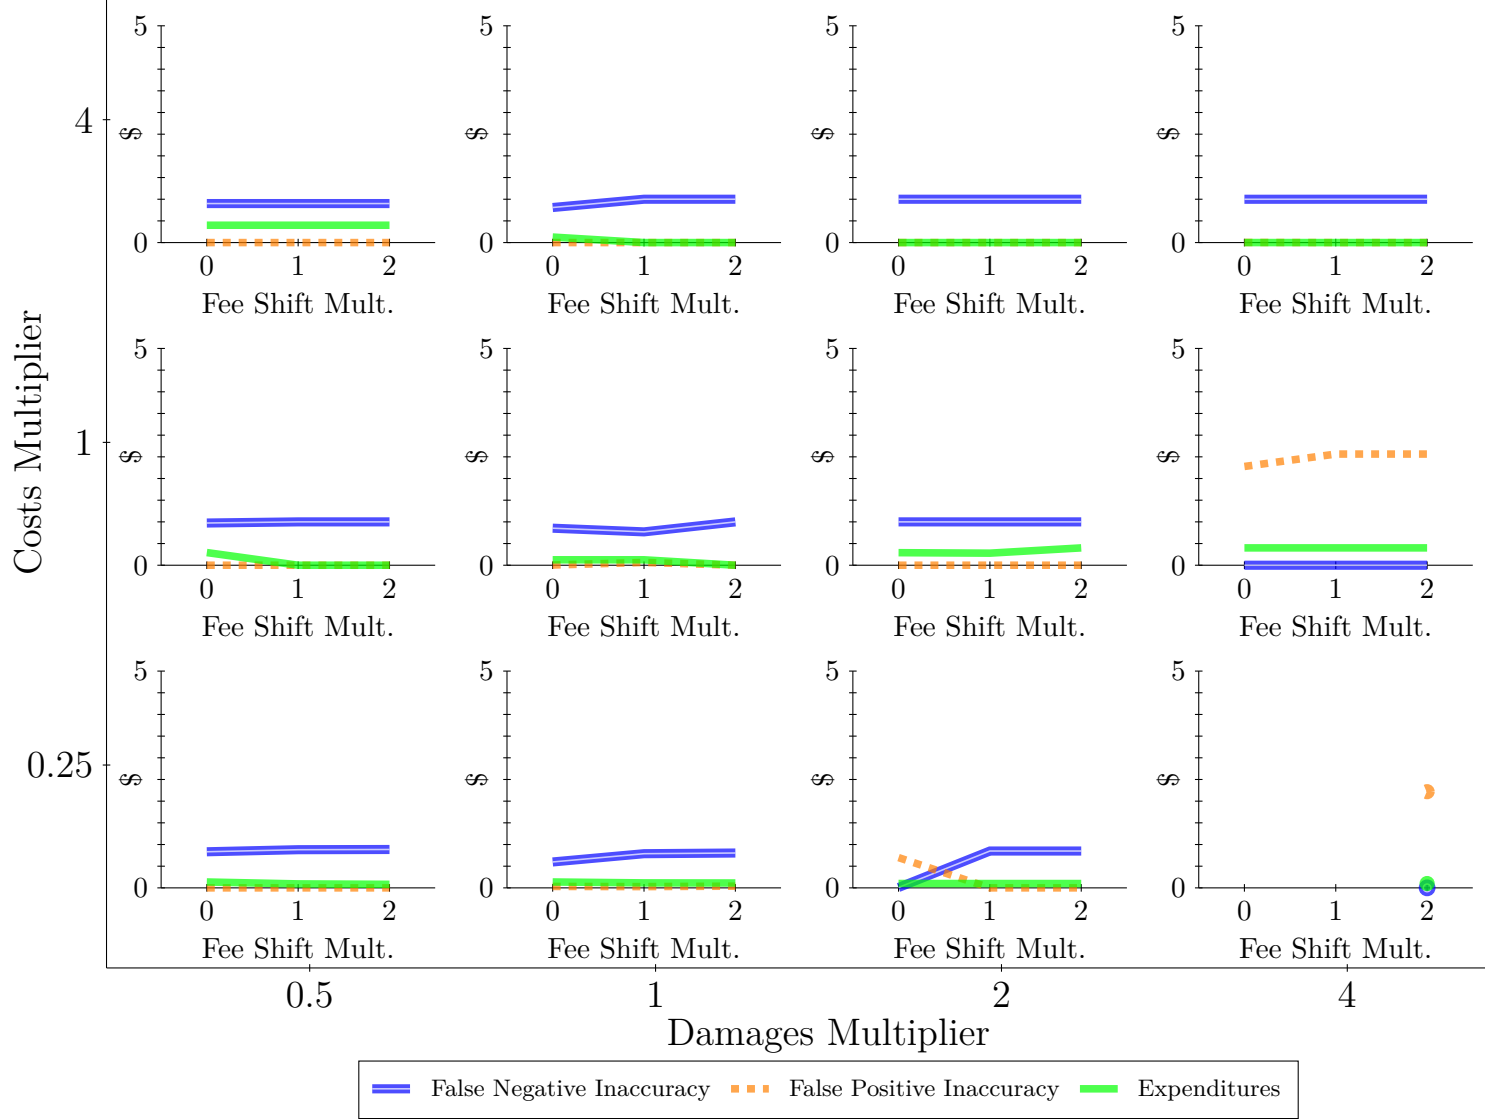 Costs Multiplier
4
1
0.25
5
$
0
0 1 2
Fee Shift Mult.
5
$
0
0 1 2
Fee Shift Mult.
5
$
0
0 1 2
Fee Shift Mult.
5
$
0
0 1 2
Fee Shift Mult.
5
$
0
0 1 2
Fee Shift Mult.
5
$
0
0 1 2
Fee Shift Mult.
5
$
0
0 1 2
Fee Shift Mult.
5
$
0
0 1 2
Fee Shift Mult.
5
$
0
0 1 2
Fee Shift Mult.
5
$
0
0 1 2
Fee Shift Mult.
5
$
0
0 1 2
Fee Shift Mult.
5
$
0
0 1 2
Fee Shift Mult.
0.5 1 2 4
Damages Multiplier
False Negative Inaccuracy False Positive Inaccuracy Expenditures